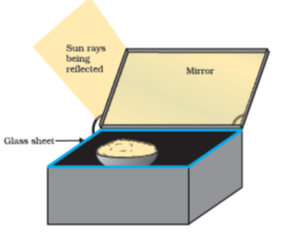 Sun rays
being
reflected
Mirror
Glass sheet